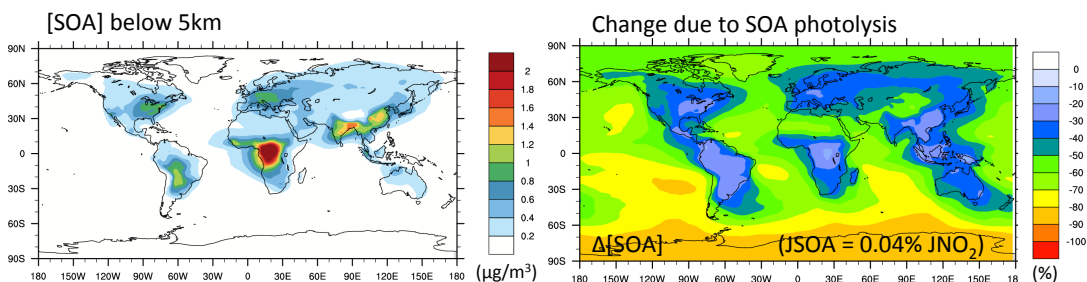 [SOA] below 5km
90N
60N
30N
0
30S
60S
90S
180 150W 120W 90W 60W 30W 0 30E 60E 90E 120E 150E 180
2
1.8
1.6
1.4
1.2
1
0.8
0.6
0.4
0.2
(μg/m³)
Change due to SOA photolysis
90N
60N
30N
0
30S
60S
90S
Δ[SOA] (JSOA = 0.04% JNO₂)
180 150W 120W 90W 60W 30W 0 30E 60E 90E 120E 150E 180
0
-10
-20
-30
-40
-50
-60
-70
-80
-90
-100
(%)